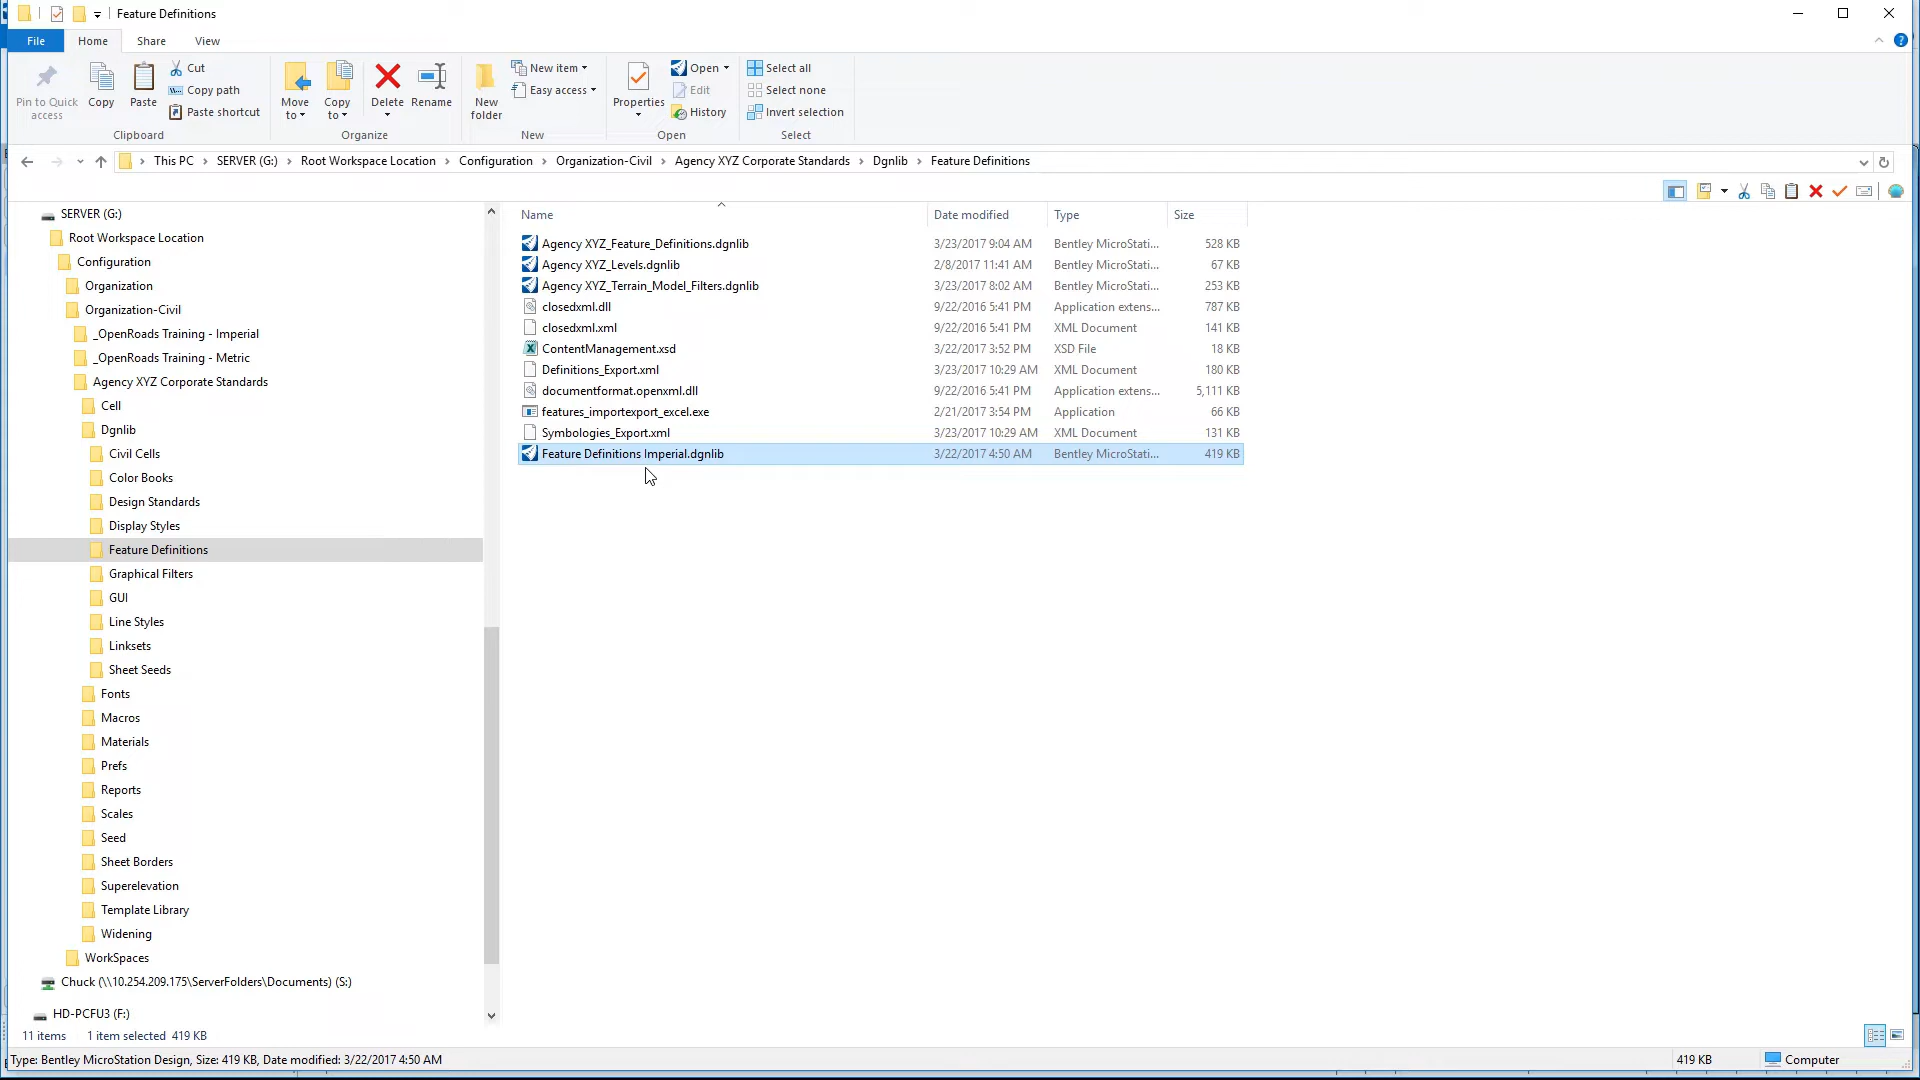 Feature Definitions
File Home Share View
Pin to Quick access
Copy
Paste
Cut
Copy path
Paste shortcut
Clipboard
Move to
Copy to
Delete
Rename
Organize
New folder
New item
Easy access
New
Properties
Open
Edit
History
Open
Select all
Select none
Invert selection
Select
This PC > SERVER (G:) > Root Workspace Location > Configuration > Organization-Civil > Agency XYZ Corporate Standards > Dgnlib > Feature Definitions
SERVER (G:)
Root Workspace Location
Configuration
Organization
Organization-Civil
_OpenRoads Training - Imperial
_OpenRoads Training - Metric
Agency XYZ Corporate Standards
Cell
Dgnlib
Civil Cells
Color Books
Design Standards
Display Styles
Feature Definitions
Graphical Filters
GUI
Line Styles
Linksets
Sheet Seeds
Fonts
Macros
Materials
Prefs
Reports
Scales
Seed
Sheet Borders
Superelevation
Template Library
Widening
WorkSpaces
Chuck (\\10.254.209.175\ServerFolders\Documents) (S:)
HD-PCFU3 (F:)
Name Date modified Type Size
Agency XYZ_Feature_Definitions.dgnlib 3/23/2017 9:04 AM Bentley MicroStati... 528 KB
Agency XYZ_Levels.dgnlib 2/8/2017 11:41 AM Bentley MicroStati... 67 KB
Agency XYZ_Terrain_Model_Filters.dgnlib 3/23/2017 8:02 AM Bentley MicroStati... 253 KB
closedxml.dll 9/22/2016 5:41 PM Application extens... 787 KB
closedxml.xml 9/22/2016 5:41 PM XML Document 141 KB
ContentManagement.xsd 3/22/2017 3:52 PM XSD File 18 KB
Definitions_Export.xml 3/23/2017 10:29 AM XML Document 180 KB
documentformat.openxml.dll 9/22/2016 5:41 PM Application extens... 5,111 KB
features_importexport_excel.exe 2/21/2017 3:54 PM Application 66 KB
Symbologies_Export.xml 3/23/2017 10:29 AM XML Document 131 KB
Feature Definitions Imperial.dgnlib 3/22/2017 4:50 AM Bentley MicroStati... 419 KB
11 items 1 item selected 419 KB
Type: Bentley MicroStation Design, Size: 419 KB, Date modified: 3/22/2017 4:50 AM 419 KB Computer